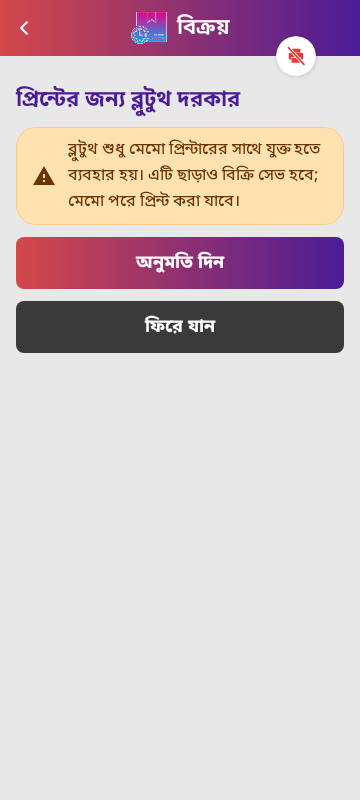 বিক্রয়
প্রিন্টের জন্য ব্লুটুথ দরকার
ব্লুটুথ শুধু মেমো প্রিন্টারের সাথে যুক্ত হতে
ব্যবহার হয়। এটি ছাড়াও বিক্রি সেভ হবে;
মেমো পরে প্রিন্ট করা যাবে।
অনুমতি দিন
ফিরে যান